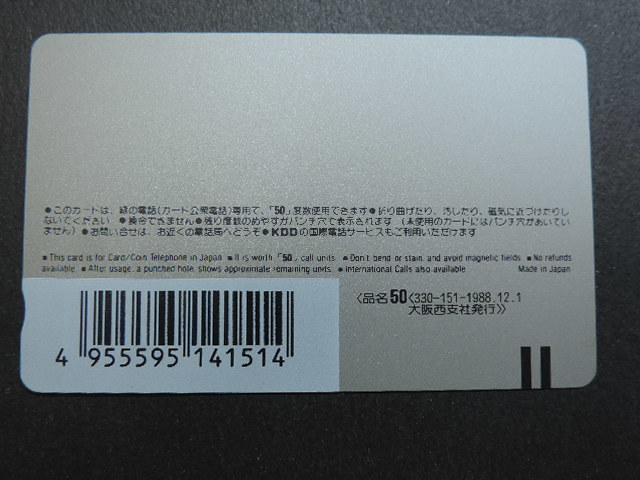 ●このカードは、緑の電話(カード公衆電話)専用で、「50」度数使用できます●折り曲げたり、汚したり、磁気に近づけたりし
ないでください ●換金できません●残り度数のめやすがパンチ穴で表示されます (未使用のカードにはパンチ穴があいてい
ません) ●お問い合せは、お近くの電話局へどうぞ●KDDの国際電話サービスもご利用いただけます
■This card is for Card/Coin Telephone in Japan ■It is worth「50」call units ■Don't bend or stain, and avoid magnetic fields ■No refunds
available ■After usage, a punched hole, shows approximate remaining units. ■International Calls also available Made in Japan
〈品名50〈330-151-1988.12.1
大阪西支社発行〉〉
4 955595 141514